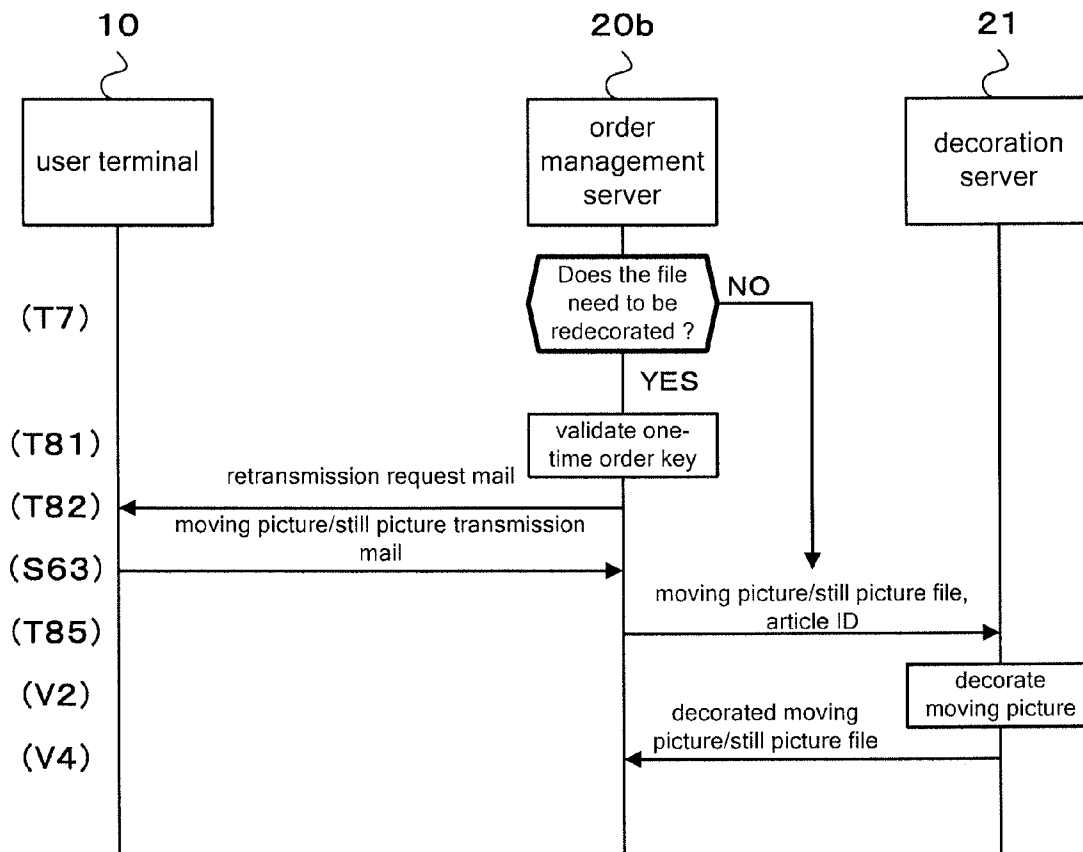 10
20b
21
user terminal
order
management
server
decoration
server
(T7)
Does the file
need to be
redecorated ?
NO
YES
(T81)
validate one-
time order key
retransmission request mail
(T82)
moving picture/still picture transmission
mail
(S63)
moving picture/still picture file,
article ID
(T85)
(V2)
decorate
moving picture
decorated moving
picture/still picture file
(V4)